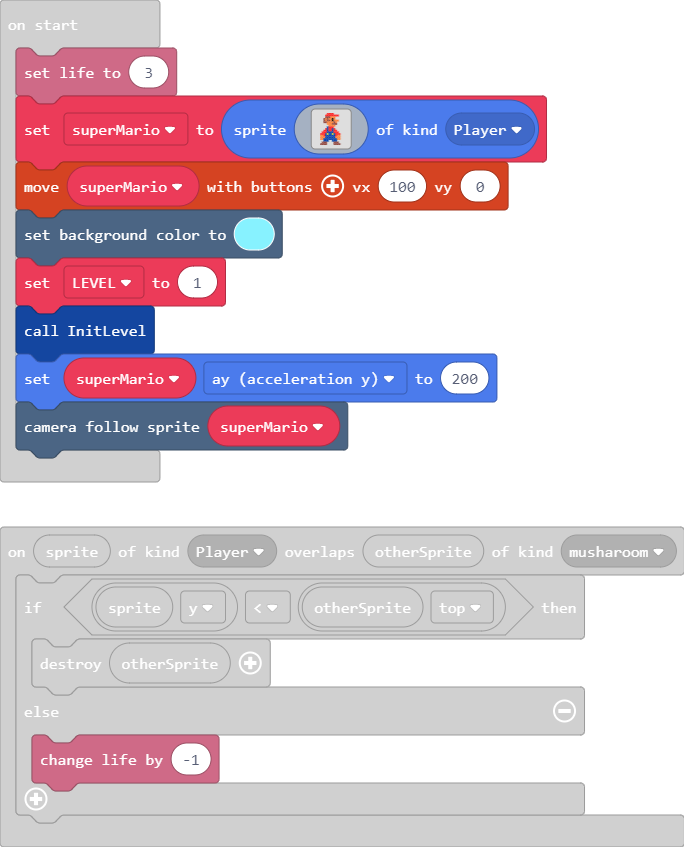 on start
set life to 3
set superMario to sprite of kind Player
move superMario with buttons vx 100 vy 0
set background color to
set LEVEL to 1
call InitLevel
set superMario ay (acceleration y) to 200
camera follow sprite superMario
on sprite of kind Player overlaps otherSprite of kind musharoom
if sprite y < otherSprite top then
destroy otherSprite
else
change life by -1